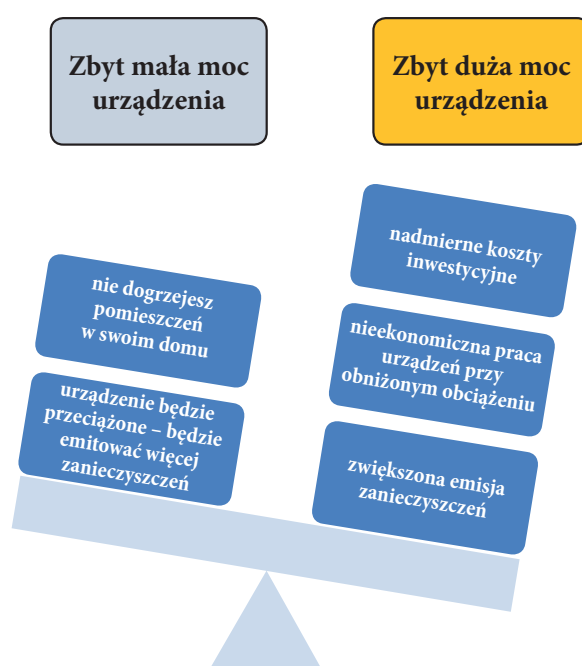 Zbyt mała moc
urządzenia
Zbyt duża moc
urządzenia
nie dogrzejesz
pomieszczeń
w swoim domu
urządzenie będzie
przeciążone – będzie
emitować więcej
zanieczyszczeń
nadmierne koszty
inwestycyjne
nieekonomiczna praca
urządzeń przy
obniżonym obciążeniu
zwiększona emisja
zanieczyszczeń